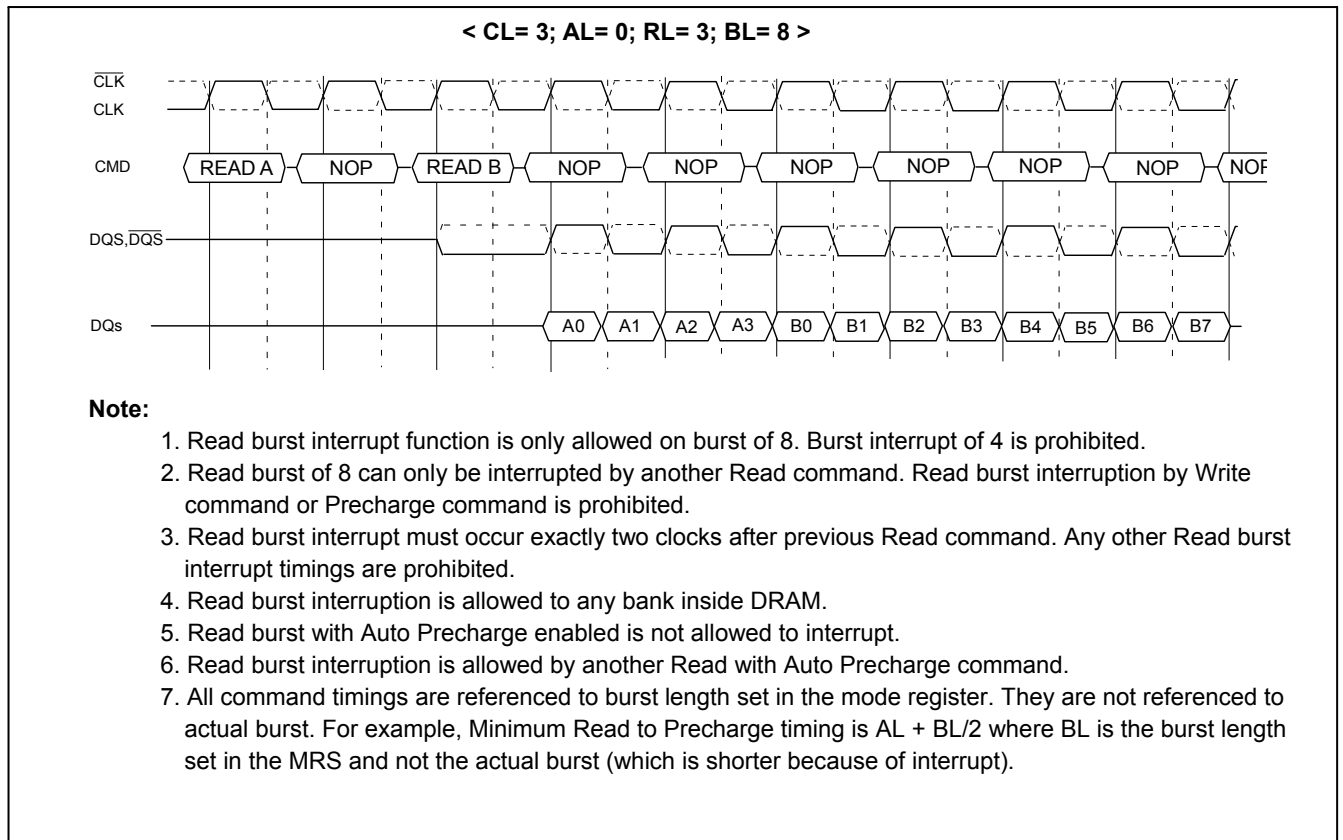 < CL= 3; AL= 0; RL= 3; BL= 8 >
CLK
CLK
CMD READ A NOP READ B NOP NOP NOP NOP NOP NOP NOP
DQS,DQS
DQs A0 A1 A2 A3 B0 B1 B2 B3 B4 B5 B6 B7
Note:
1. Read burst interrupt function is only allowed on burst of 8. Burst interrupt of 4 is prohibited.
2. Read burst of 8 can only be interrupted by another Read command. Read burst interruption by Write
command or Precharge command is prohibited.
3. Read burst interrupt must occur exactly two clocks after previous Read command. Any other Read burst
interrupt timings are prohibited.
4. Read burst interruption is allowed to any bank inside DRAM.
5. Read burst with Auto Precharge enabled is not allowed to interrupt.
6. Read burst interruption is allowed by another Read with Auto Precharge command.
7. All command timings are referenced to burst length set in the mode register. They are not referenced to
actual burst. For example, Minimum Read to Precharge timing is AL + BL/2 where BL is the burst length
set in the MRS and not the actual burst (which is shorter because of interrupt).